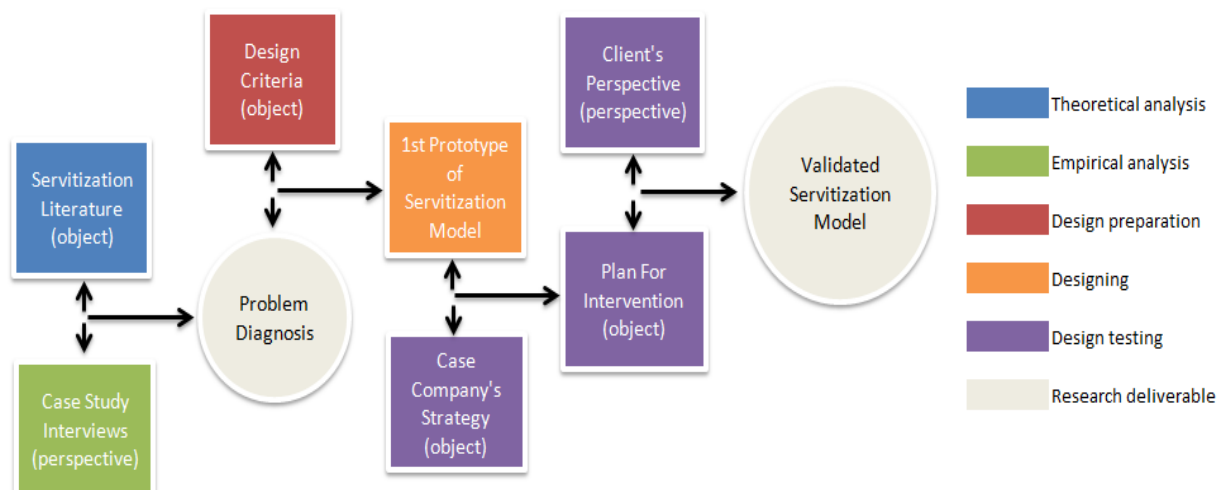 Servitization
Literature
(object)
Case Study
Interviews
(perspective)
Design
Criteria
(object)
Problem
Diagnosis
1st Prototype
of
Servitization
Model
Case
Company's
Strategy
(object)
Client's
Perspective
(perspective)
Plan For
Intervention
(object)
Validated
Servitization
Model
Theoretical analysis
Empirical analysis
Design preparation
Designing
Design testing
Research deliverable